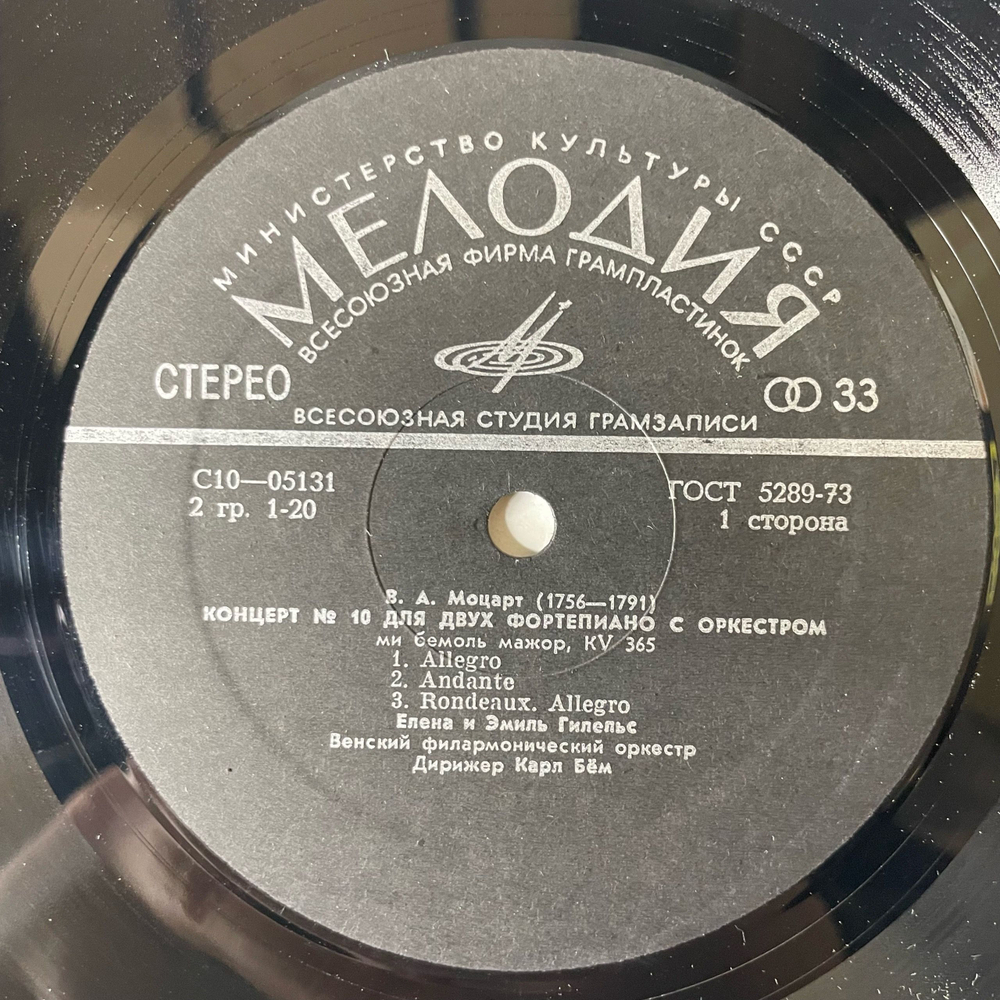 МИНИСТЕРСТВО КУЛЬТУРЫ СССР
МЕЛОДИЯ
ВСЕСОЮЗНАЯ ФИРМА ГРАМПЛАСТИНОК
СТЕРЕО
33
ВСЕСОЮЗНАЯ СТУДИЯ ГРАМЗАПИСИ
С10—05131
ГОСТ 5289-73
2 гр. 1-20
1 сторона
В. А. Моцарт (1756—1791)
КОНЦЕРТ № 10 ДЛЯ ДВУХ ФОРТЕПИАНО С ОРКЕСТРОМ
ми бемоль мажор, KV 365
1. Allegro
2. Andante
3. Rondeaux. Allegro
Елена и Эмиль Гилельс
Венский филармонический оркестр
Дирижер Карл Бём